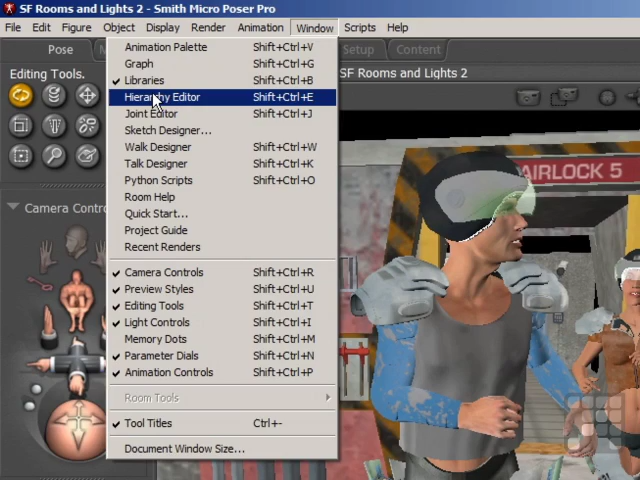 SF Rooms and Lights 2 - Smith Micro Poser Pro
File Edit Figure Object Display Render Animation Window Scripts Help
Pose Setup Content
Editing Tools.
SF Rooms and Lights 2
Animation Palette Shift+Ctrl+V
Graph Shift+Ctrl+G
Libraries Shift+Ctrl+B
Hierarchy Editor Shift+Ctrl+E
Joint Editor Shift+Ctrl+J
Sketch Designer...
Walk Designer Shift+Ctrl+W
Talk Designer Shift+Ctrl+K
Python Scripts Shift+Ctrl+O
Room Help
Quick Start...
Project Guide
Recent Renders
Camera Controls Shift+Ctrl+R
Preview Styles Shift+Ctrl+U
Editing Tools Shift+Ctrl+T
Light Controls Shift+Ctrl+I
Memory Dots Shift+Ctrl+M
Parameter Dials Shift+Ctrl+N
Animation Controls Shift+Ctrl+P
Room Tools
Tool Titles Ctrl+-
Document Window Size...
Camera Contro
AIRLOCK 5